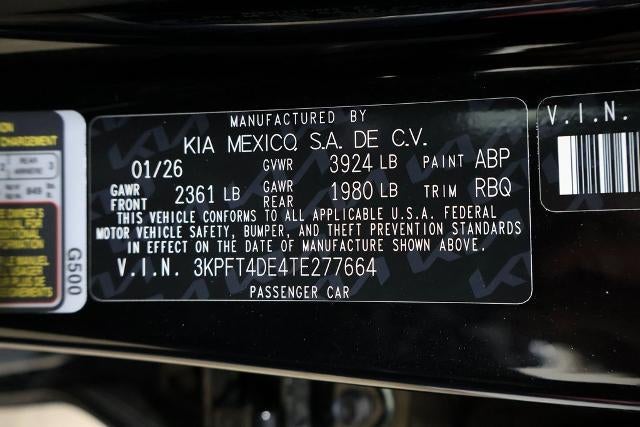 MANUFACTURED BY
KIA MEXICO, S.A. DE C.V.
01/26 GVWR 3924 LB PAINT ABP
GAWR FRONT 2361 LB GAWR REAR 1980 LB TRIM RBQ
THIS VEHICLE CONFORMS TO ALL APPLICABLE U.S.A. FEDERAL
MOTOR VEHICLE SAFETY, BUMPER, AND THEFT PREVENTION STANDARDS
IN EFFECT ON THE DATE OF MANUFACTURE SHOWN ABOVE.
V.I.N. 3KPFT4DE4TE277664
PASSENGER CAR
V.I.N.
G500
REAR